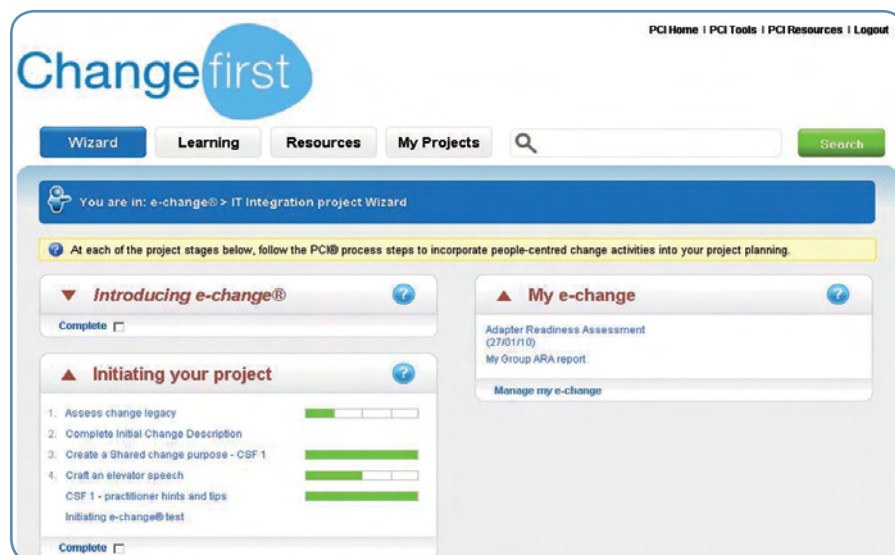 PCI Home | PCI Tools | PCI Resources | Logout
Changefirst
Wizard
Learning
Resources
My Projects
Search
You are in: e-change® > IT Integration project Wizard
At each of the project stages below, follow the PCI® process steps to incorporate people-centred change activities into your project planning.
Introducing e-change®
Complete
Initiating your project
1. Assess change legacy
2. Complete Initial Change Description
3. Create a Shared change purpose - CSF 1
4. Craft an elevator speech
CSF 1 - practitioner hints and tips
Initiating e-change® test
Complete
My e-change
Adapter Readiness Assessment
(27/01/10)
My Group ARA report
Manage my e-change